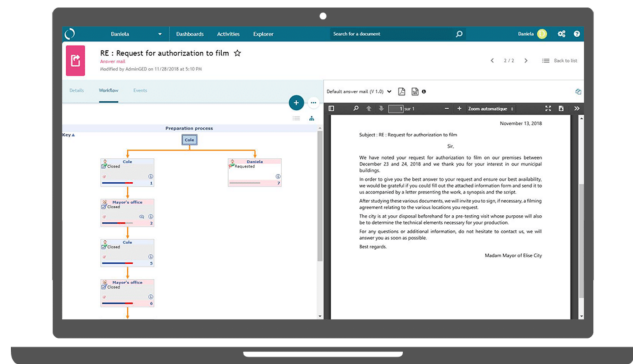 Daniela
Dashboards
Activities
Explorer
Search for a document
Daniela
RE : Request for authorization to film
Answer mail
Modified by AdminGED on 11/28/2018 at 5:10 PM
2 / 2
Back to list
Details
Workflow
Events
Default answer mail (V 1.0)
Preparation process
Key a
Cole
Cole
Closed
1
Daniela
Requested
7
Mayor's office
Closed
Cole
Closed
Mayor's office
Closed
1 sur 1
Zoom automatique
November 13, 2018
Subject : RE : Request for authorization to film
Sir,
We have noted your request for authorization to film on our premises between
December 23 and 24, 2018 and we thank you for your interest in our municipal
buildings.
In order to give you the best answer to your request and ensure our best availability,
we would be grateful if you could fill out the attached information form and send it to
us accompanied by a letter presenting the work, a synopsis and the script.
After studying these various documents, we will invite you to sign, if necessary, a filming
agreement relating to the various locations you request.
The city is at your disposal beforehand for a pre-testing visit whose purpose will also
be to determine the technical elements necessary for your production.
For any questions or additional information, do not hesitate to contact us, we will
answer you as soon as possible.
Best regards.
Madam Mayor of Elise City